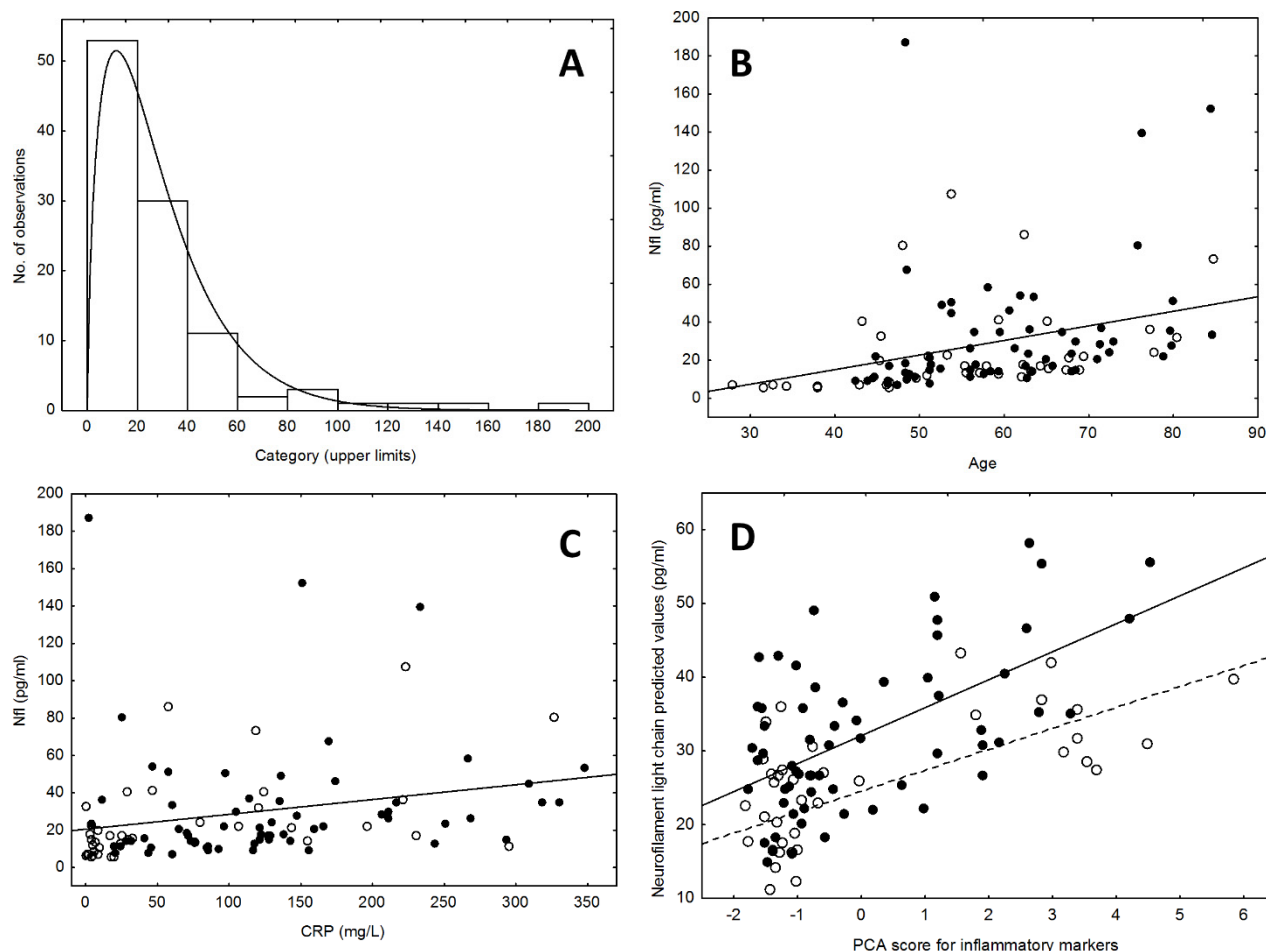 A
No. of observations
50
40
30
20
10
0
0 20 40 60 80 100 120 140 160 180 200
Category (upper limits)
B
Nfl (pg/ml)
200
180
160
140
120
100
80
60
40
20
0
30 40 50 60 70 80 90
Age
C
Nfl (pg/ml)
200
180
160
140
120
100
80
60
40
20
0
0 50 100 150 200 250 300 350
CRP (mg/L)
D
Neurofilament light chain predicted values (pg/ml)
60
50
40
30
20
10
-2 -1 0 1 2 3 4 5 6
PCA score for inflammatory markers